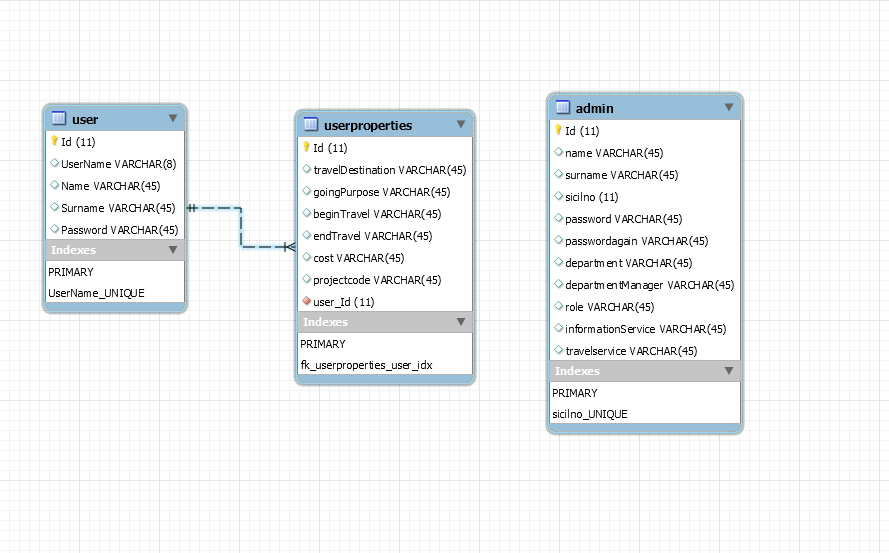 user
Id (11)
UserName VARCHAR(8)
Name VARCHAR(45)
Surname VARCHAR(45)
Password VARCHAR(45)
Indexes
PRIMARY
UserName_UNIQUE
userproperties
Id (11)
travelDestination VARCHAR(45)
goingPurpose VARCHAR(45)
beginTravel VARCHAR(45)
endTravel VARCHAR(45)
cost VARCHAR(45)
projectcode VARCHAR(45)
user_Id (11)
Indexes
PRIMARY
fk_userproperties_user_idx
admin
Id (11)
name VARCHAR(45)
surname VARCHAR(45)
sicilno (11)
password VARCHAR(45)
passwordagain VARCHAR(45)
department VARCHAR(45)
departmentManager VARCHAR(45)
role VARCHAR(45)
informationService VARCHAR(45)
travelservice VARCHAR(45)
Indexes
PRIMARY
sicilno_UNIQUE